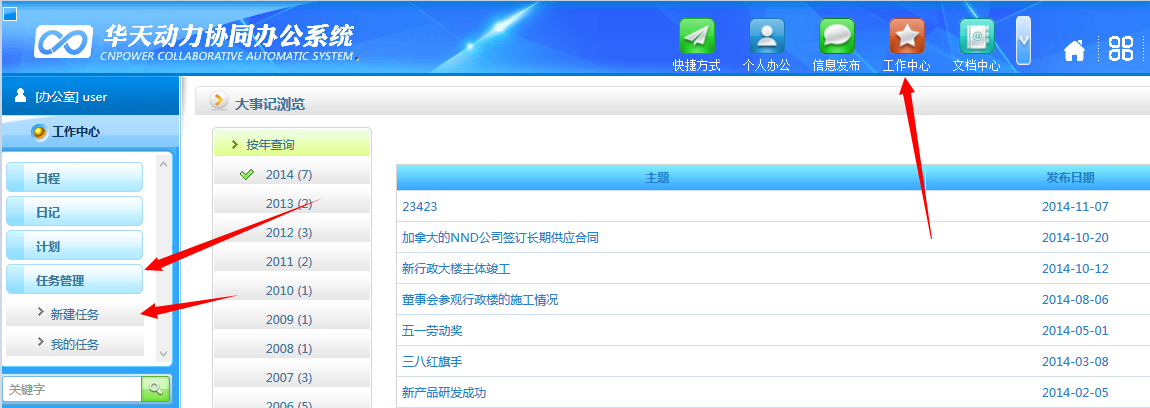 华天动力协同办公系统
CNPOWER COLLABORATIVE AUTOMATIC SYSTEM
快捷方式 个人办公 信息发布 工作中心 文档中心
[办公室] user
工作中心
日程
日记
计划
任务管理
新建任务
我的任务
关键字
大事记浏览
按年查询
2014 (7)
2013 (2)
2012 (3)
2011 (2)
2010 (1)
2009 (1)
2008 (1)
2007 (3)
2006 (5)
主题 发布日期
23423 2014-11-07
加拿大的NND公司签订长期供应合同 2014-10-20
新行政大楼主体竣工 2014-10-12
董事会参观行政楼的施工情况 2014-08-06
五一劳动奖 2014-05-01
三八红旗手 2014-03-08
新产品研发成功 2014-02-05